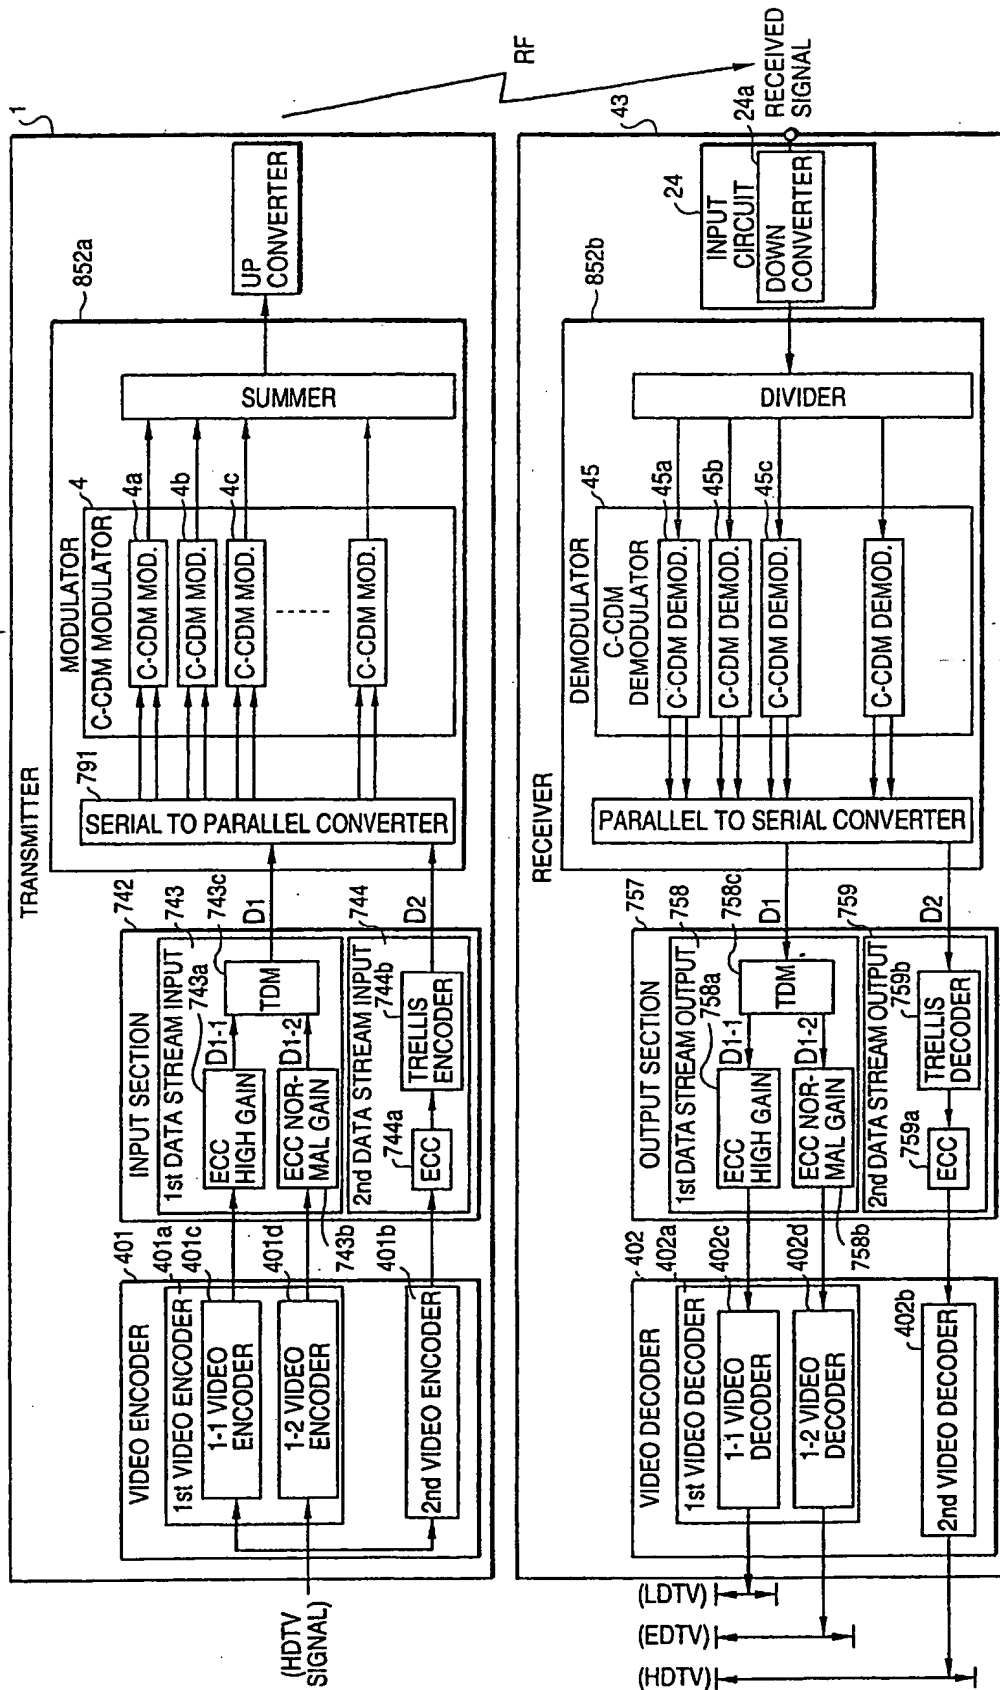 TRANSMITTER
1
VIDEO ENCODER
401
1st VIDEO ENCODER
401a
1-1 VIDEO
ENCODER
401c
1-2 VIDEO
ENCODER
401d
2nd VIDEO ENCODER
401b
(HDTV
SIGNAL)
INPUT SECTION
742
1st DATA STREAM INPUT
743
743a
ECC
HIGH GAIN
D1-1
743c
TDM
ECC NOR-
MAL GAIN
D1-2
743b
2nd DATA STREAM INPUT
744
744a
ECC
744b
TRELLIS
ENCODER
D1
D2
852a
791
SERIAL TO PARALLEL CONVERTER
MODULATOR
C-CDM MODULATOR
4
4a
C-CDM MOD.
4b
C-CDM MOD.
4c
C-CDM MOD.
C-CDM MOD.
SUMMER
UP
CONVERTER
RF
RECEIVED
SIGNAL
RECEIVER
43
24
INPUT
CIRCUIT
24a
DOWN
CONVERTER
852b
DIVIDER
DEMODULATOR
C-CDM
DEMODULATOR
45
45a
C-CDM DEMOD.
45b
C-CDM DEMOD.
45c
C-CDM DEMOD.
C-CDM DEMOD.
PARALLEL TO SERIAL CONVERTER
D1
D2
OUTPUT SECTION
757
1st DATA STREAM OUTPUT
758
758a
ECC
HIGH GAIN
D1-1
758c
TDM
ECC NOR-
MAL GAIN
D1-2
758b
2nd DATA STREAM OUTPUT
759
759a
ECC
759b
TRELLIS
DECODER
VIDEO DECODER
402
1st VIDEO DECODER
402a
1-1 VIDEO
DECODER
402c
1-2 VIDEO
DECODER
402d
2nd VIDEO DECODER
402b
(LDTV)
(EDTV)
(HDTV)